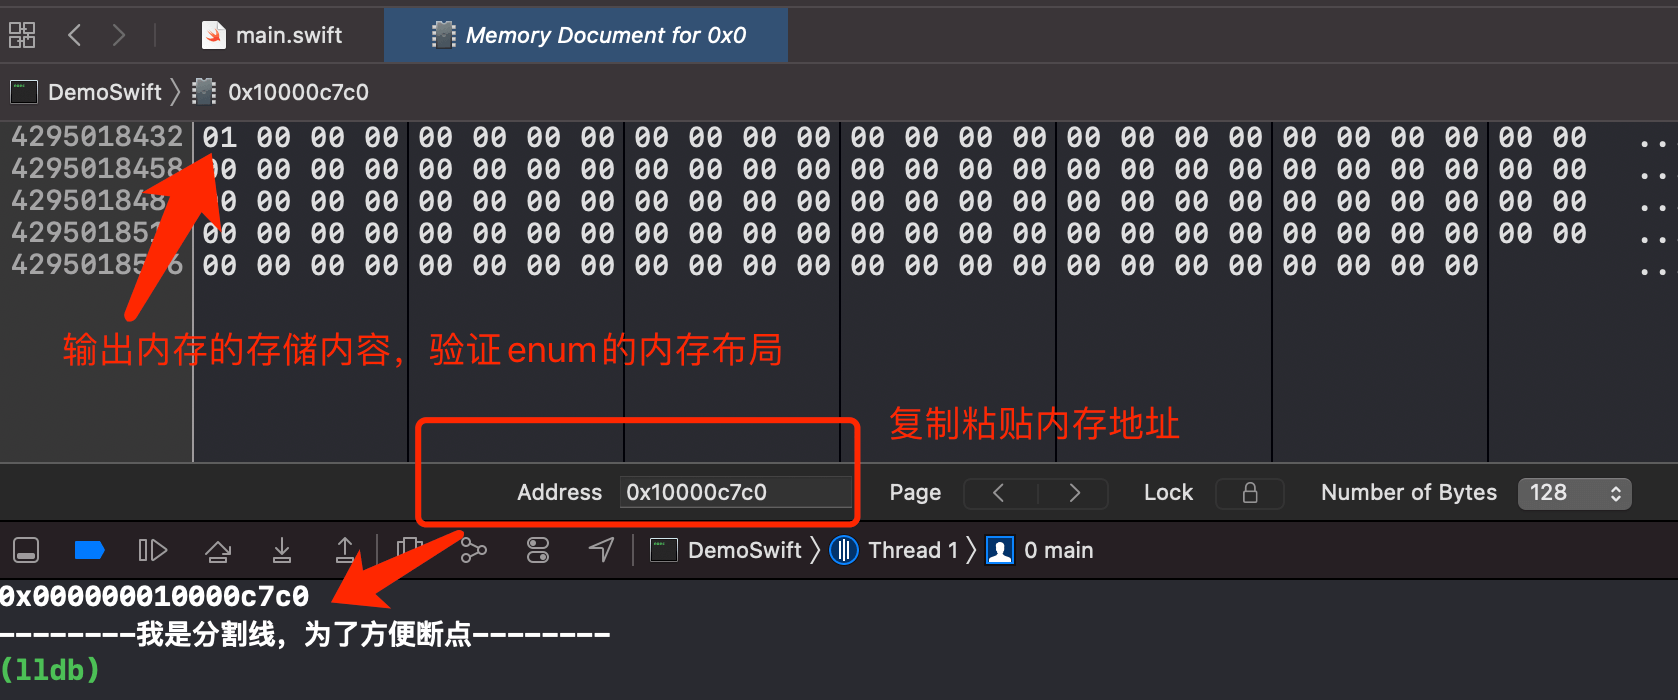 main.swift
Memory Document for 0x0
DemoSwift 〉 0x10000c7c0
4295018432 01 00 00 00 00 00 00 00 00 00 00 00 00 00 00 00 00 00 00 00 00 00 00 00 00 00 ..
4295018458 00 00 00 00 00 00 00 00 00 00 00 00 00 00 00 00 00 00 00 00 00 00 00 00 00 00 ..
429501848 00 00 00 00 00 00 00 00 00 00 00 00 00 00 00 00 00 00 00 00 00 00 00 00 00 00 ..
429501851 00 00 00 00 00 00 00 00 00 00 00 00 00 00 00 00 00 00 00 00 00 00 00 00 00 00 ..
4295018536 00 00 00 00 00 00 00 00 00 00 00 00 00 00 00 00 00 00 00 00 00 00 00 00 ..
输出内存的存储内容，验证enum的内存布局
复制粘贴内存地址
Address 0x10000c7c0 Page Lock Number of Bytes 128
DemoSwift 〉 Thread 1 〉 0 main
0x000000010000c7c0
--------我是分割线，为了方便断点--------
(lldb)